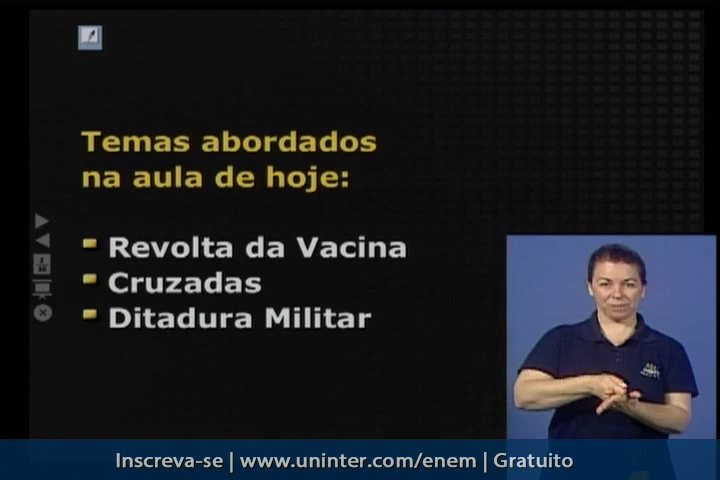 Temas abordados
na aula de hoje:
Revolta da Vacina
Cruzadas
Ditadura Militar
Inscreva-se | www.uninter.com/enem | Gratuito